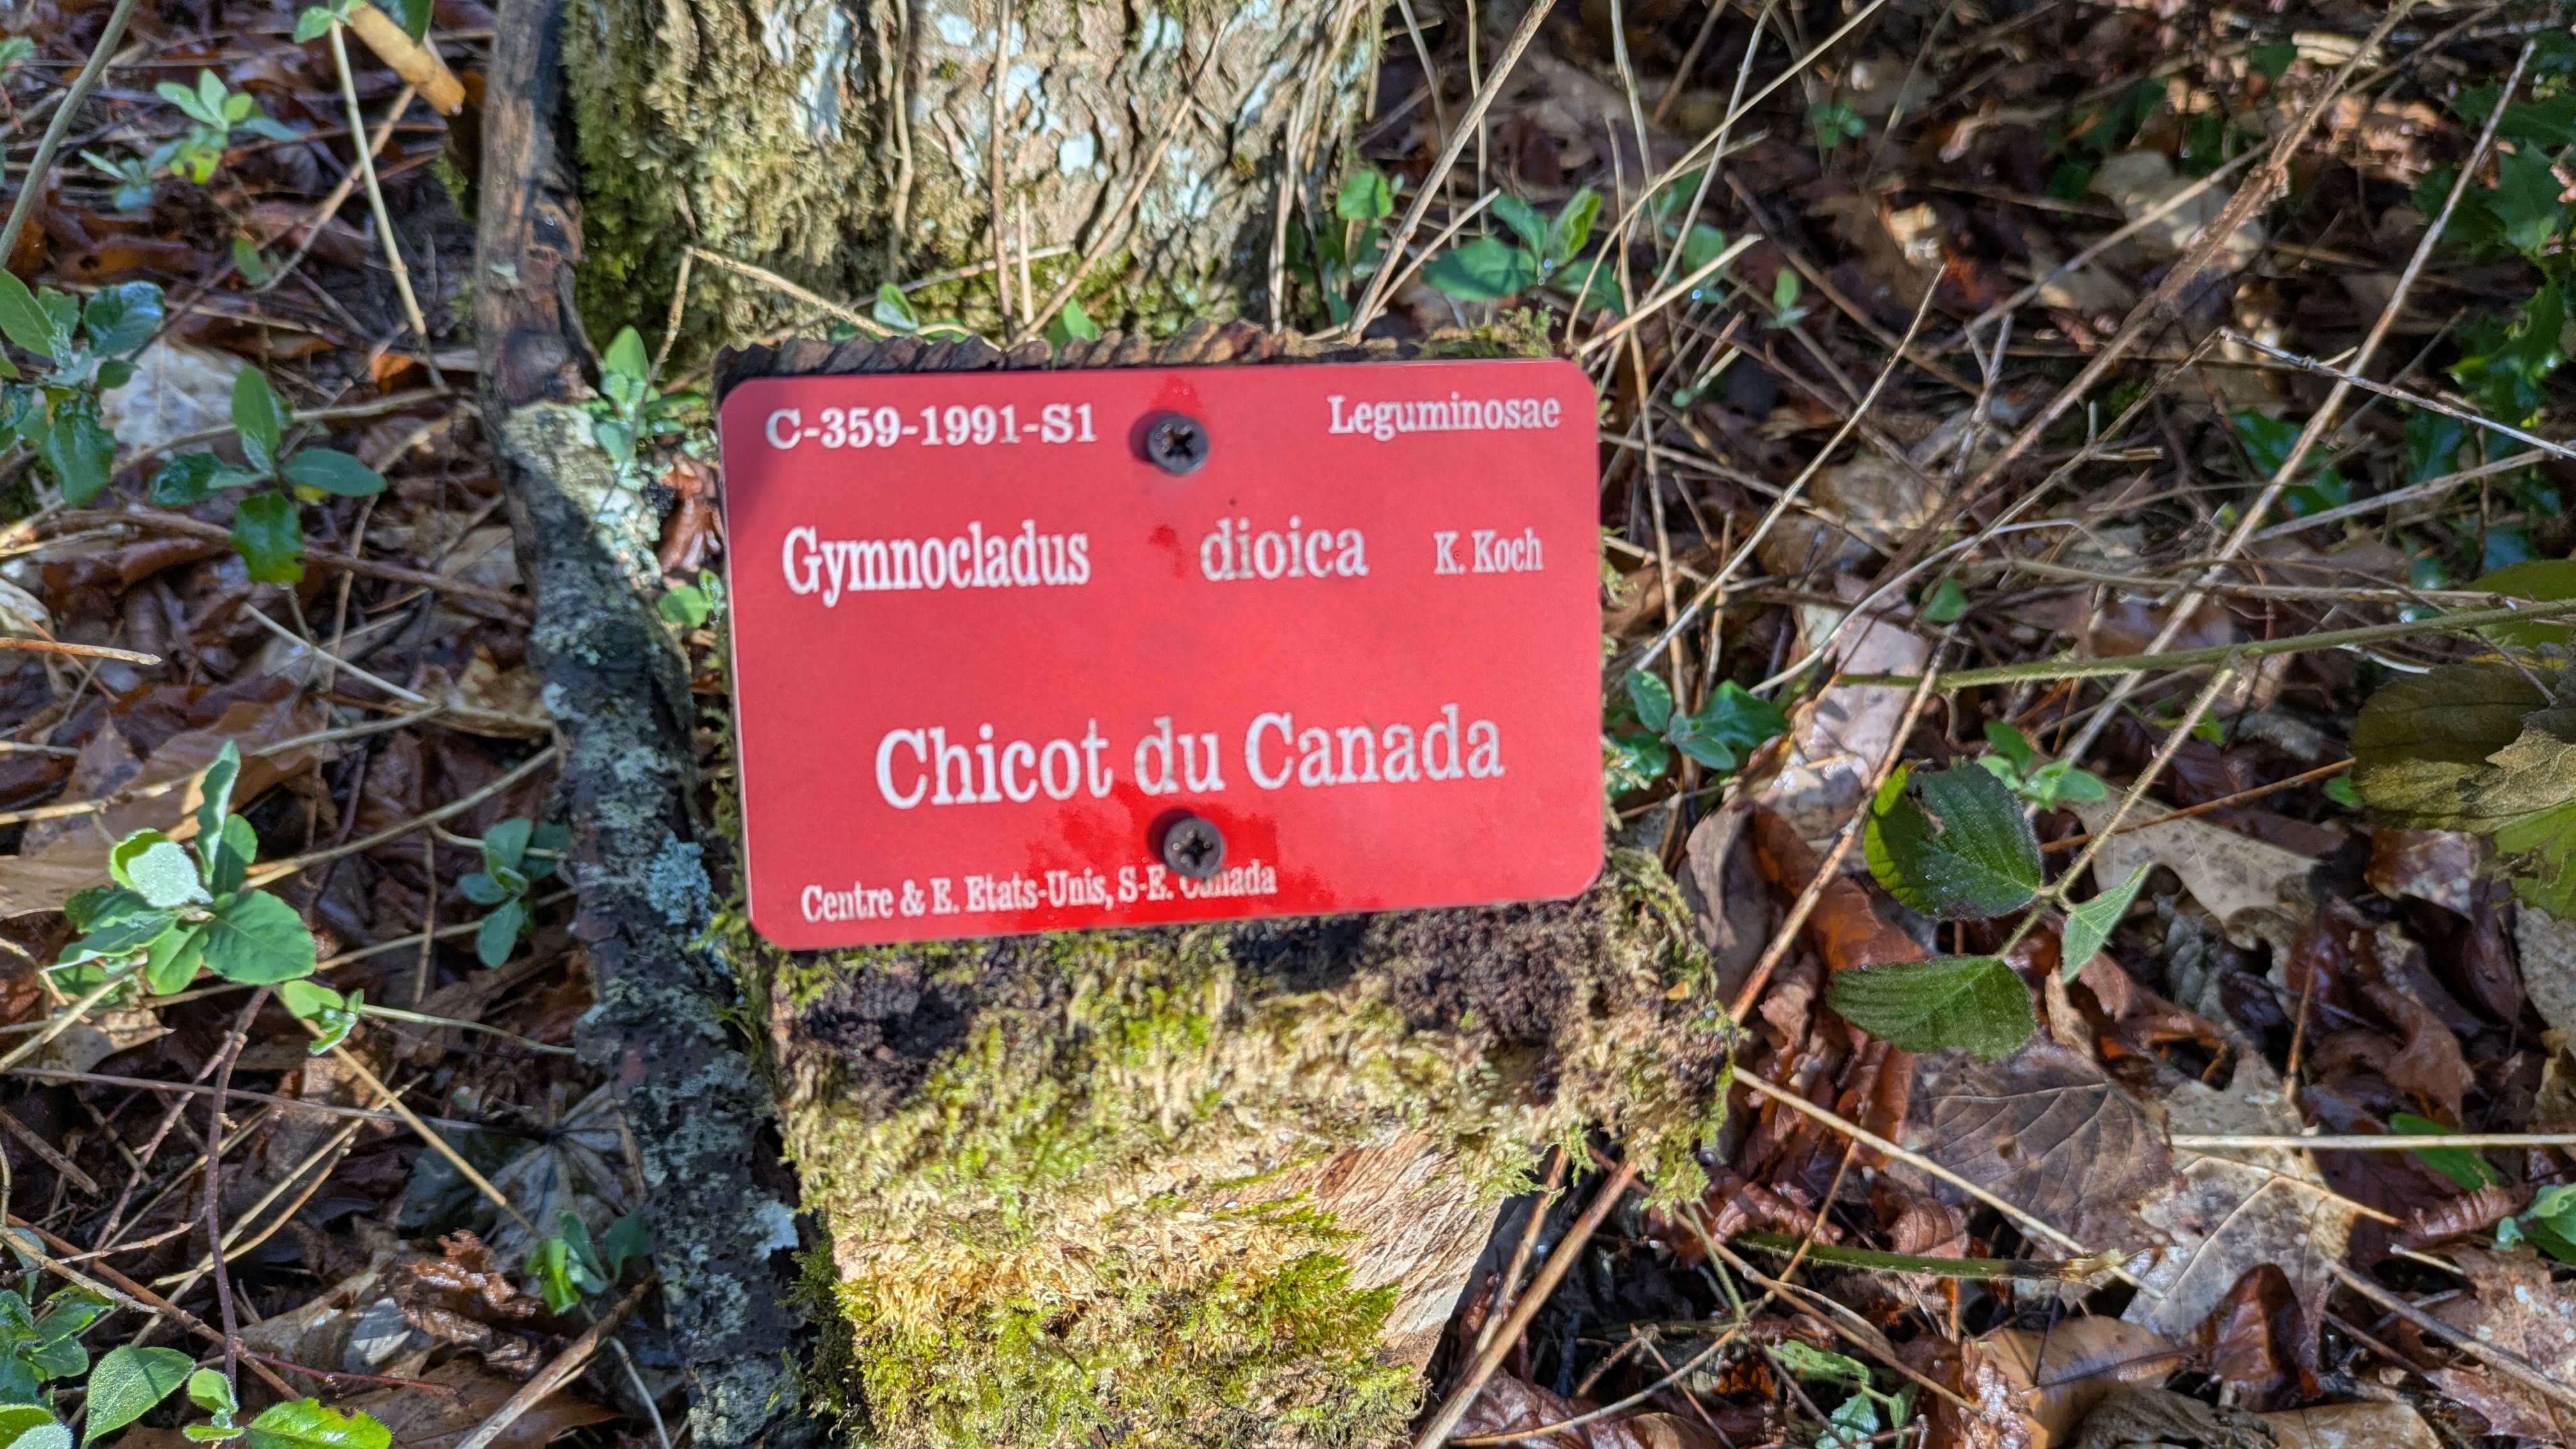 C-359-1991-S1 Leguminosae
Gymnocladus dioica K. Koch
Chicot du Canada
Centre & E. Etats-Unis, S-E. Canada